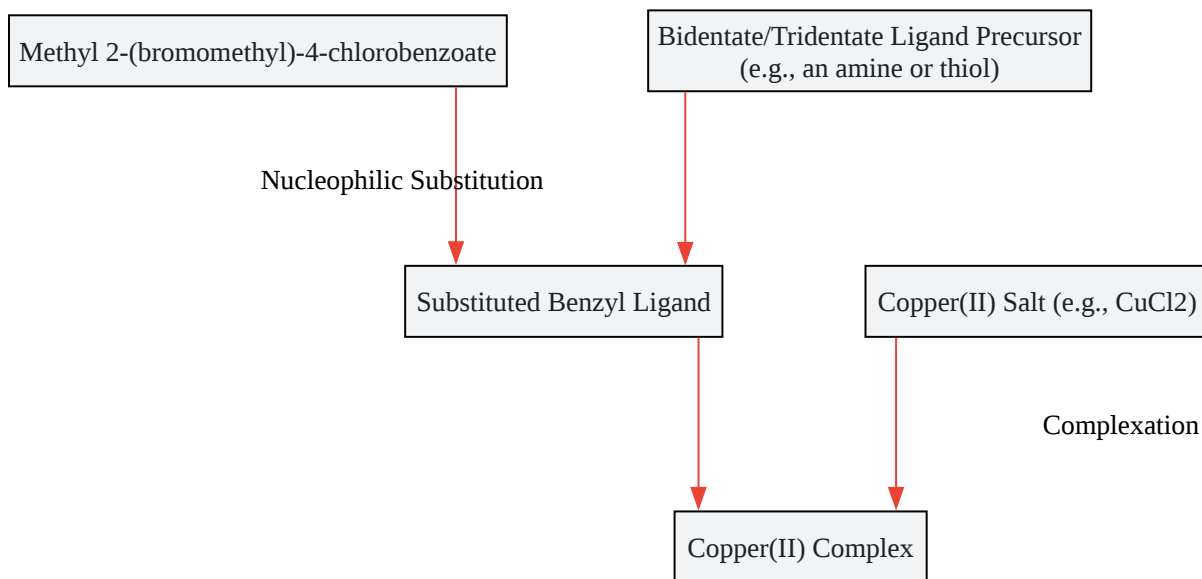 Methyl 2-(bromomethyl)-4-chlorobenzoate
Bidentate/Tridentate Ligand Precursor
(e.g., an amine or thiol)
Nucleophilic Substitution
Substituted Benzyl Ligand
Copper(II) Salt (e.g., CuCl2)
Complexation
Copper(II) Complex